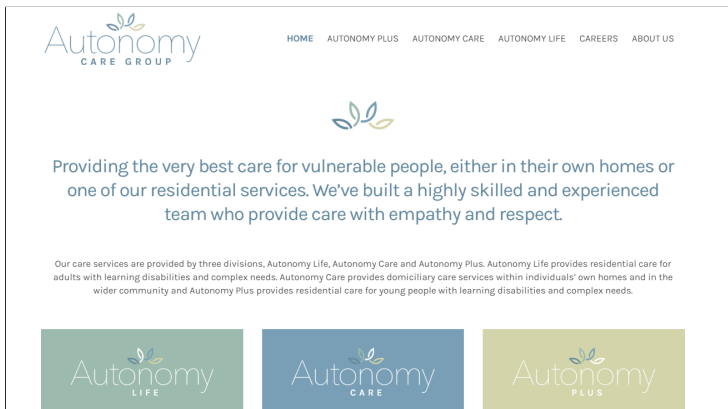 Autonomy
CARE GROUP
HOME AUTONOMY PLUS AUTONOMY CARE AUTONOMY LIFE CAREERS ABOUT US
Providing the very best care for vulnerable people, either in their own homes or
one of our residential services. We've built a highly skilled and experienced
team who provide care with empathy and respect.
Our care services are provided by three divisions, Autonomy Life, Autonomy Care and Autonomy Plus. Autonomy Life provides residential care for
adults with learning disabilities and complex needs. Autonomy Care provides domiciliary care services within individuals' own homes and in the
wider community and Autonomy Plus provides residential care for young people with learning disabilities and complex needs.
Autonomy
LIFE
Autonomy
CARE
Autonomy
PLUS